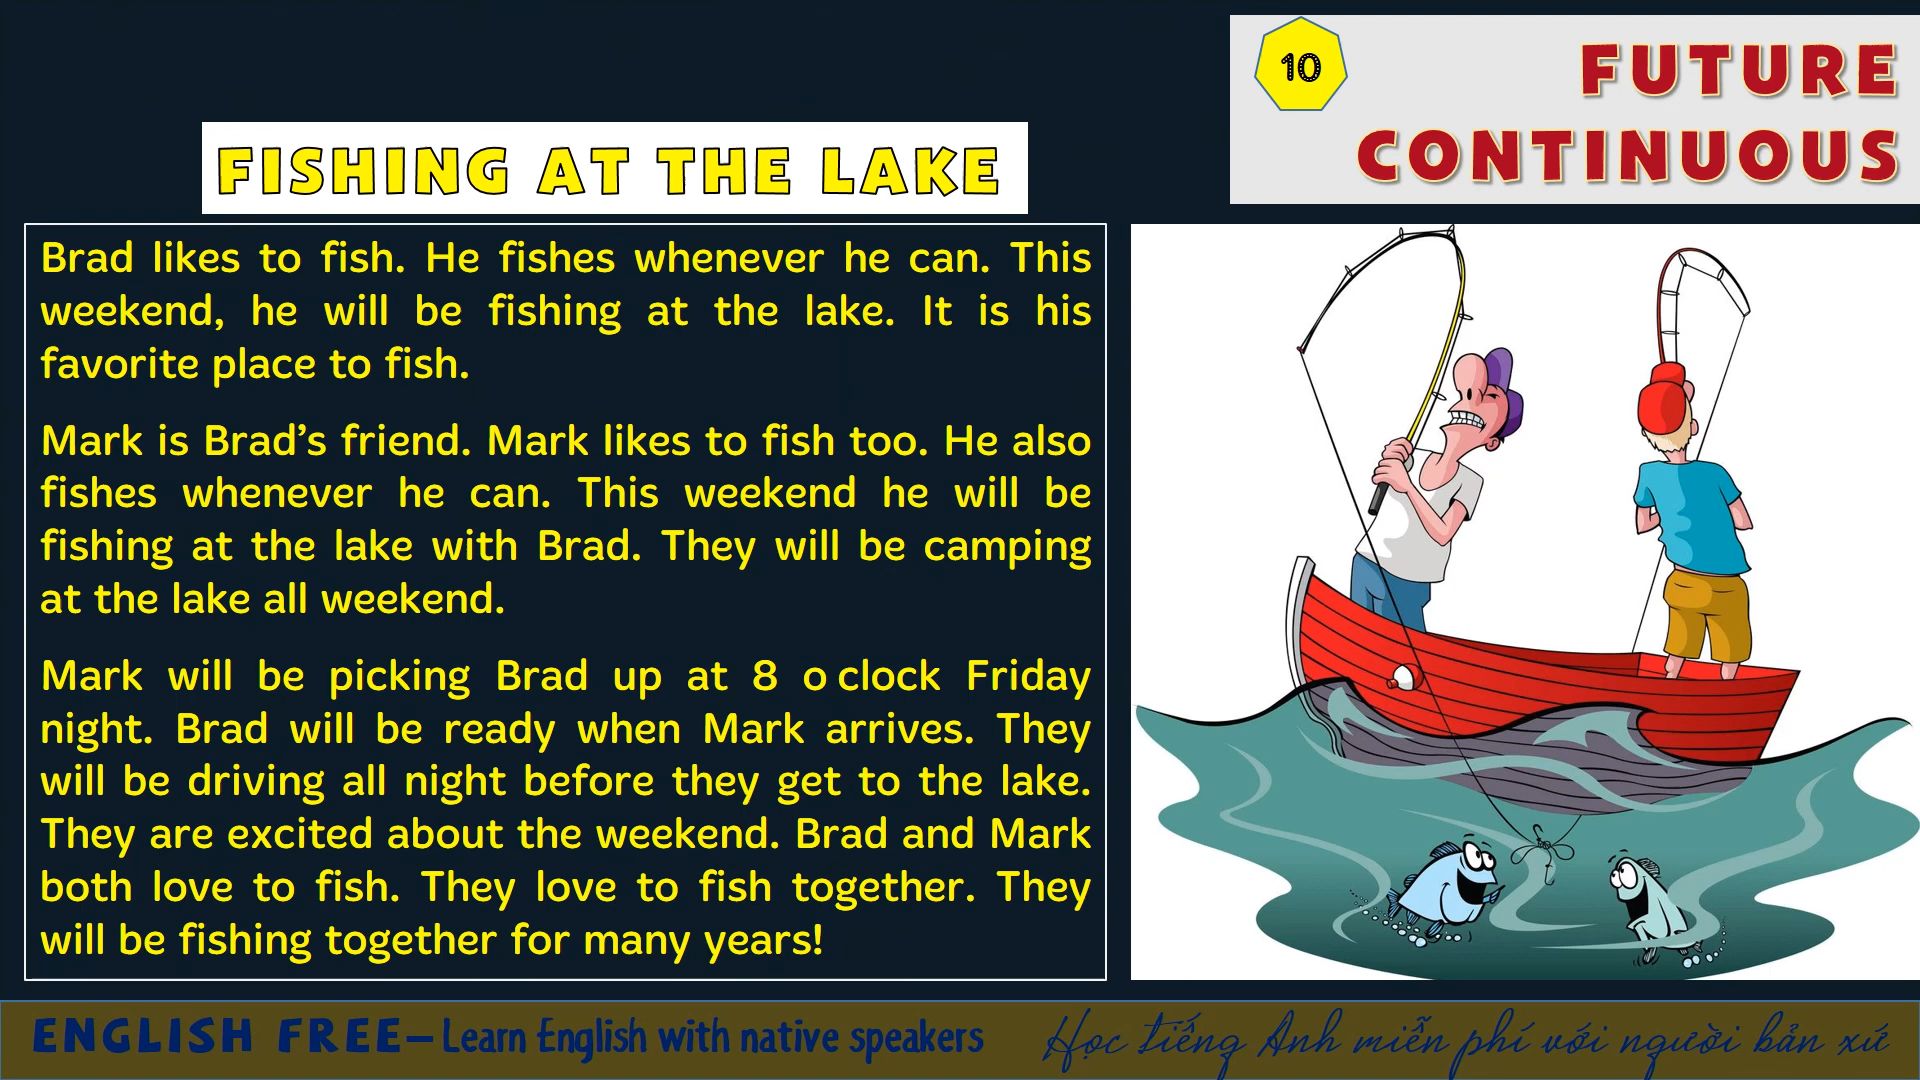 10
FUTURE
CONTINUOUS
FISHING AT THE LAKE
Brad likes to fish. He fishes whenever he can. This
weekend, he will be fishing at the lake. It is his
favorite place to fish.
Mark is Brad’s friend. Mark likes to fish too. He also
fishes whenever he can. This weekend he will be
fishing at the lake with Brad. They will be camping
at the lake all weekend.
Mark will be picking Brad up at 8 o clock Friday
night. Brad will be ready when Mark arrives. They
will be driving all night before they get to the lake.
They are excited about the weekend. Brad and Mark
both love to fish. They love to fish together. They
will be fishing together for many years!
ENGLISH FREE – Learn English with native speakers
Học tiếng Anh miễn phí với người bản xứ